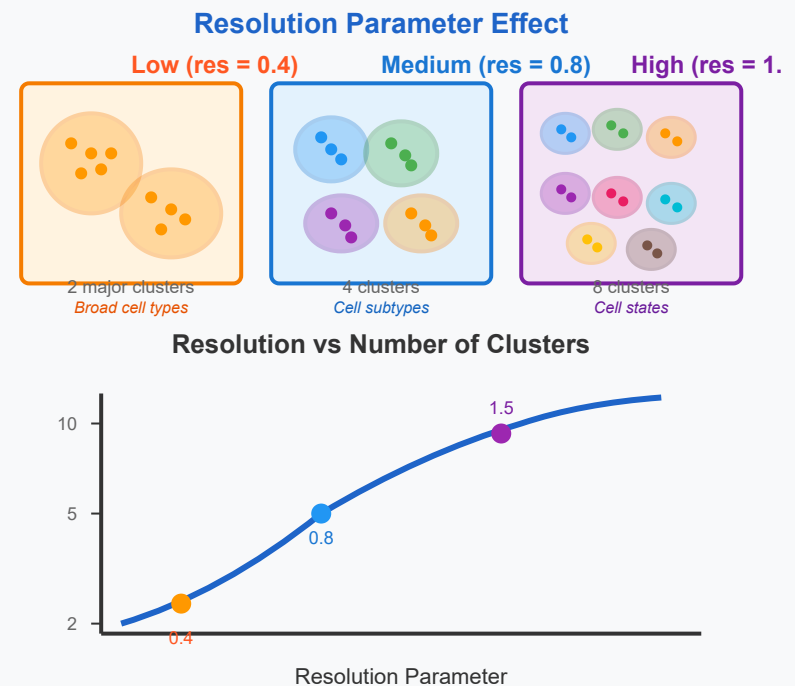 Resolution Parameter Effect
Low (res = 0.4)
Medium (res = 0.8)
High (res = 1.
2 major clusters
4 clusters
8 clusters
Broad cell types
Cell subtypes
Cell states
Resolution vs Number of Clusters
10
5
2
1.5
0.8
0.4
Resolution Parameter